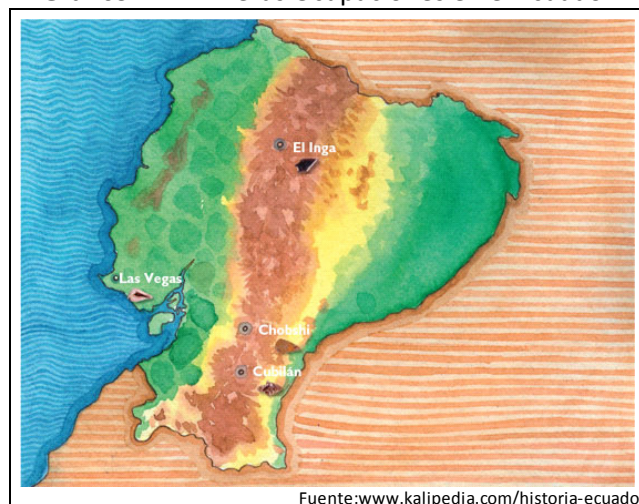 El Inga
Las Vegas
Chobshi
Cubilán
Fuente:www.kalipedia.com/historia-ecuado